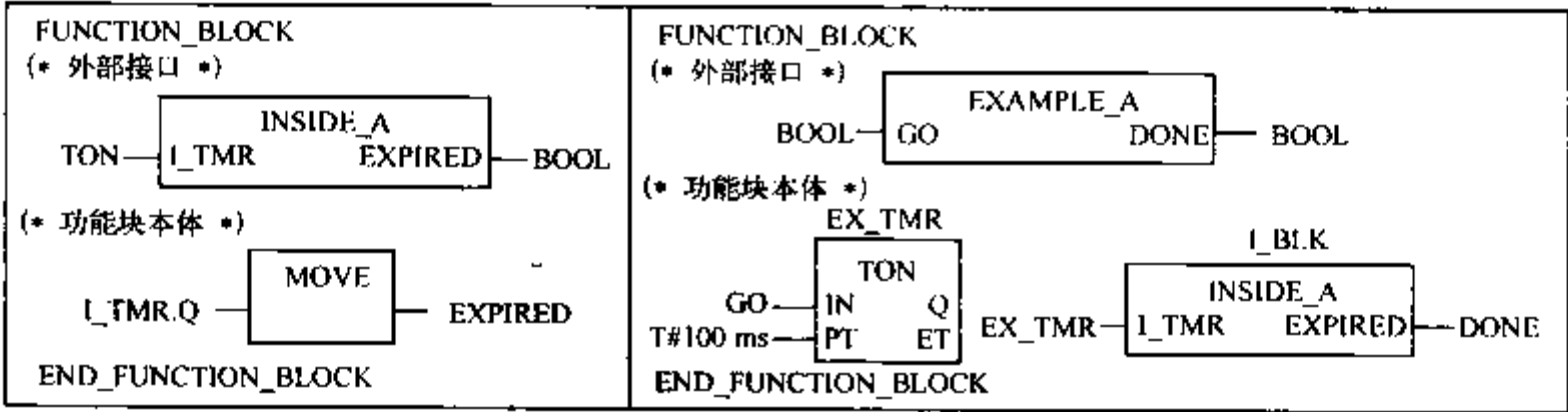 FUNCTION_BLOCK
(* 外部接口 *)
INSIDE_A
TON I_TMR EXPIRED BOOL
(* 功能块本体 *)
MOVE
I_TMR.Q EXPIRED
END_FUNCTION_BLOCK
FUNCTION_BLOCK
(* 外部接口 *)
EXAMPLE_A
BOOL GO DONE BOOL
(* 功能块本体 *)
EX_TMR
TON
GO IN Q
T#100 ms PT ET
I_BLK
INSIDE_A
EX_TMR I_TMR EXPIRED DONE
END_FUNCTION_BLOCK